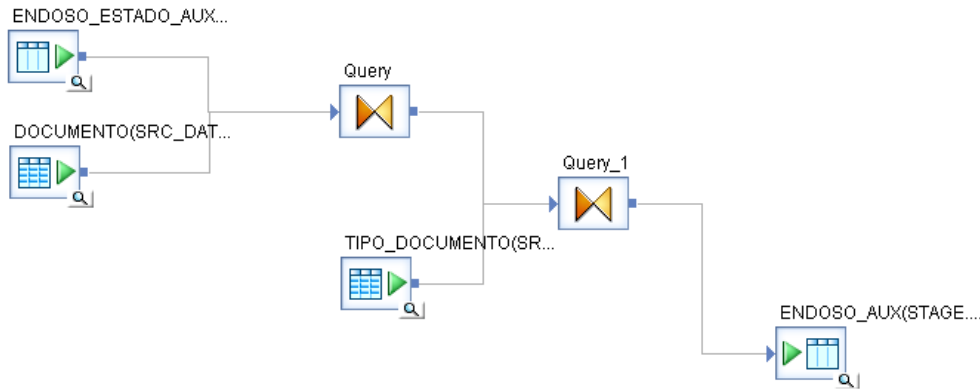 ENDOSO_ESTADO_AUX...
Query
DOCUMENTO(SRC_DAT...
Query_1
TIPO_DOCUMENTO(SR...
ENDOSO_AUX(STAGE....